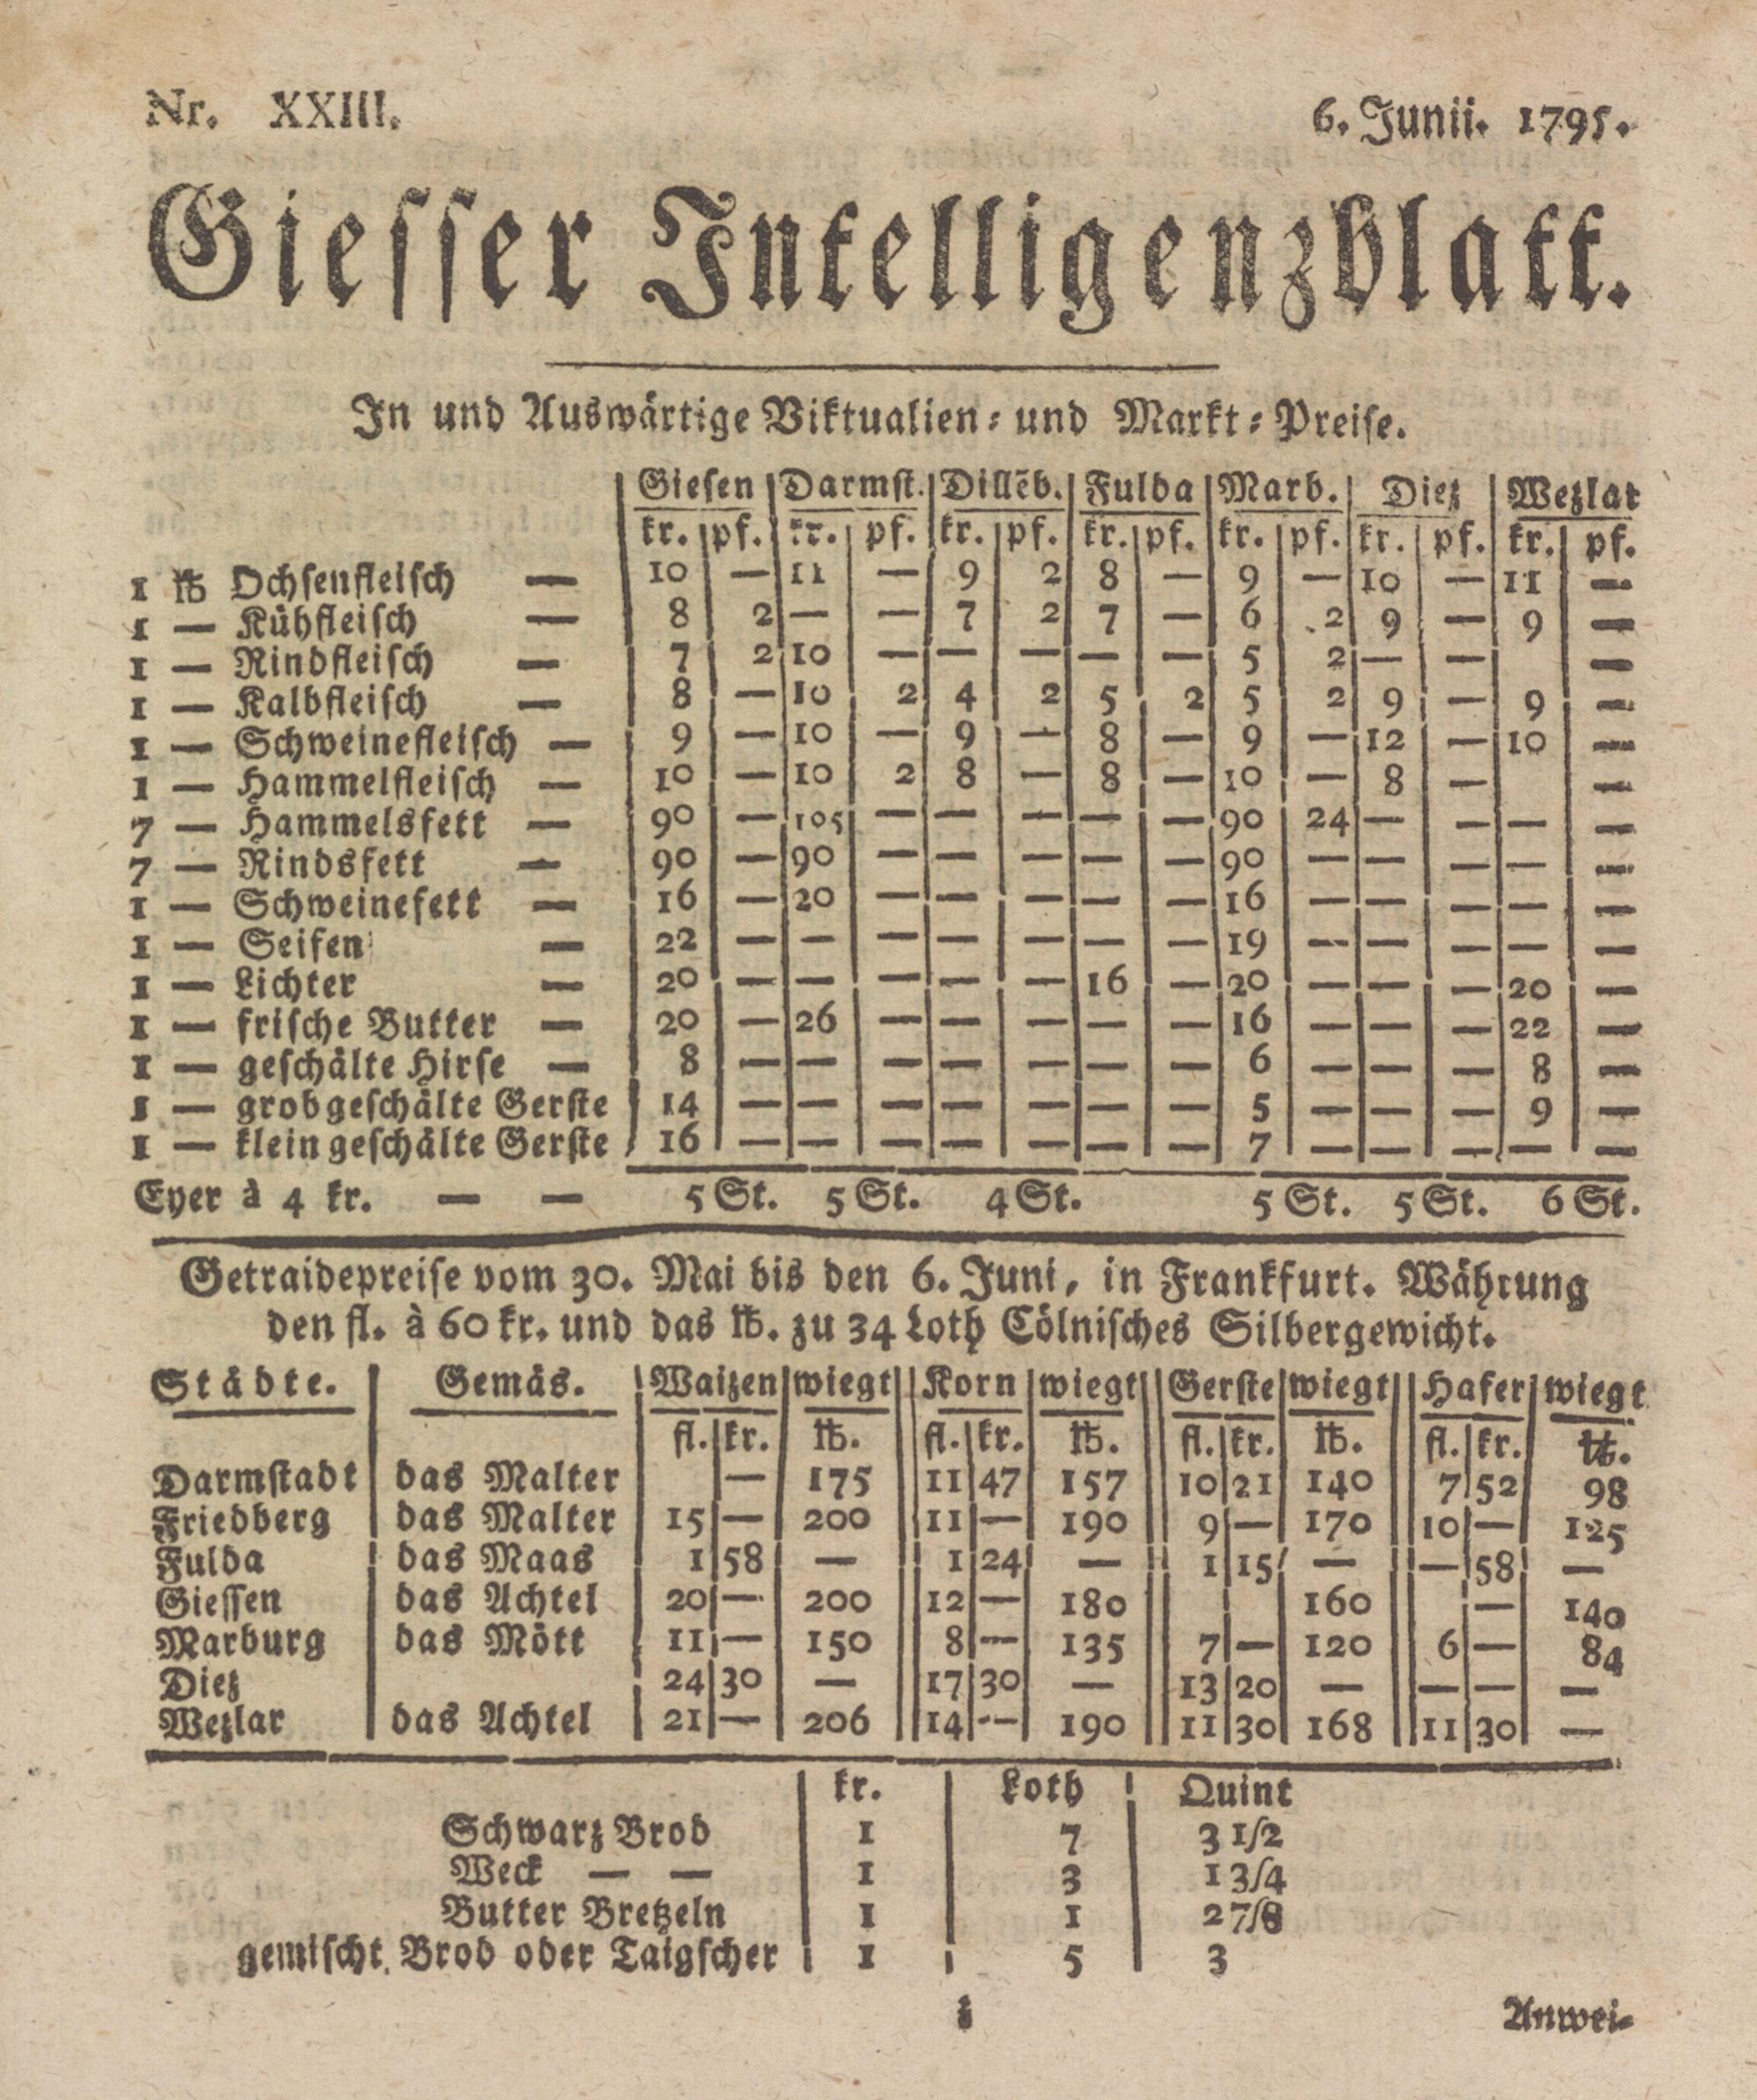 Nr. XXIII. 6. Junii. 1795.
Giesser Intelligenzblatt.
In und Auswärtige Viktualien- und Markt-Preise.
Giesen Darmst. Dillēb. Fulda Marb. Diez Wezlar
kr. pf. kr. pf. kr. pf. kr. pf. kr. pf. kr. pf. kr. pf.
1 ℔ Ochsenfleisch — 10 — 11 — 9 2 8 — 9 — 10 — 11 —
1 — Kühfleisch — 8 2 — — 7 2 7 — 6 2 9 — 9 —
1 — Rindfleisch — 7 2 10 — — — — — 5 2 — — —
1 — Kalbfleisch — 8 — 10 2 4 2 5 2 5 2 9 — 9 —
1 — Schweinefleisch — 9 — 10 — 9 — 8 — 9 — 12 — 10 —
1 — Hammelfleisch — 10 — 10 2 8 — 8 — 10 — 8 — —
7 — Hammelsfett — 90 — 105 — — — — — 90 24 — — — —
7 — Rindsfett — 90 — 90 — — — — — 90 — — — — —
1 — Schweinefett — 16 — 20 — — — — — 16 — — — — —
1 — Seifen — 22 — — — — — — — 19 — — — — —
1 — Lichter — 20 — — — — — 16 — 20 — — — 20 —
1 — frische Butter — 20 — 26 — — — — — 16 — — — 22 —
1 — geschälte Hirse — 8 — — — — — — — 6 — — — 8 —
1 — grobgeschälte Gerste 14 — — — — — — — 5 — — — 9 —
1 — klein geschälte Gerste 16 — — — — — — — 7 — — — — —
Eyer à 4 kr. — — 5 St. 5 St. 4 St. 5 St. 5 St. 6 St.
Getraidepreise vom 30. Mai bis den 6. Juni, in Frankfurt. Währung
den fl. à 60 kr. und das ℔. zu 34 Loth Cölnisches Silbergewicht.
Städte. Gemäs. Waizen wiegt Korn wiegt Gerste wiegt Hafer wiegt
fl. kr. ℔. fl. kr. ℔. fl. kr. ℔. fl. kr. ℔.
Darmstadt das Malter — 175 11 47 157 10 21 140 7 52 98
Friedberg das Malter 15 — 200 11 — 190 9 — 170 10 — 125
Fulda das Maas 1 58 — 1 24 — 1 15 — — 58 —
Giessen das Achtel 20 — 200 12 — 180 160 — 140
Marburg das Mött 11 — 150 8 — 135 7 — 120 6 — 84
Diez 24 30 — 17 30 — 13 20 — — — —
Wezlar das Achtel 21 — 206 14 — 190 11 30 168 11 30 —
kr. Loth Quint
Schwarz Brod 1 7 3 1/2
Weck — — 1 3 1 3/4
Butter Bretzeln 1 1 2 7/8
gemischt. Brod oder Taigscher 1 5 3
z Anwei-